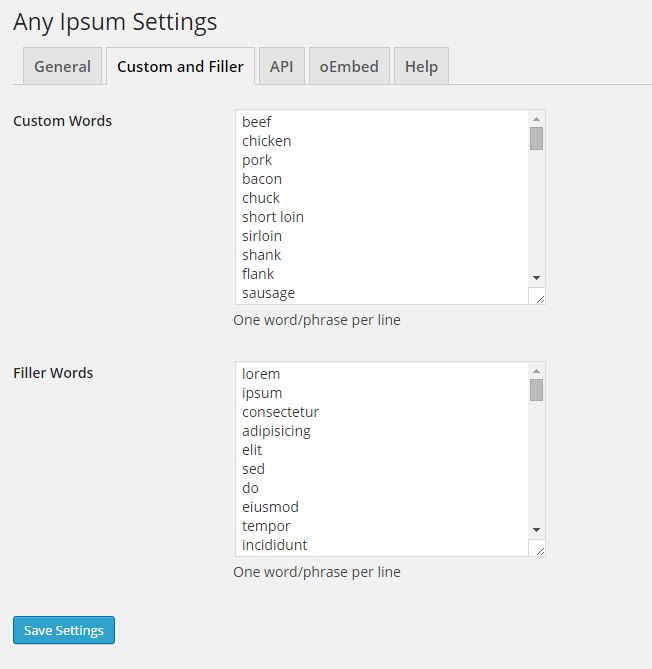 Any Ipsum Settings
General Custom and Filler API oEmbed Help
Custom Words
beef
chicken
pork
bacon
chuck
short loin
sirloin
shank
flank
sausage
One word/phrase per line
Filler Words
lorem
ipsum
consectetur
adipisicing
elit
sed
do
eiusmod
tempor
incididunt
One word/phrase per line
Save Settings